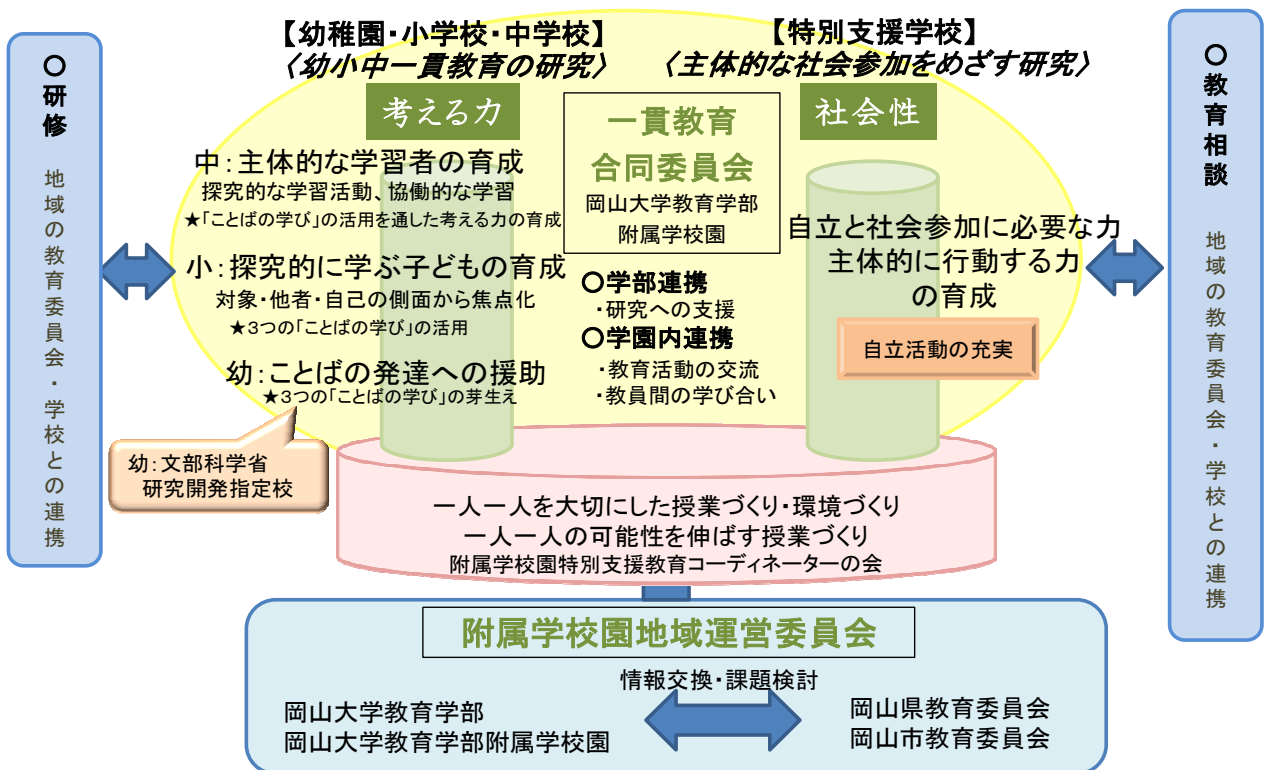 ○研修
地域の教育委員会・学校との連携
【幼稚園・小学校・中学校】
〈幼小中一貫教育の研究〉
考える力
中：主体的な学習者の育成
探究的な学習活動、協働的な学習
★「ことばの学び」の活用を通した考える力の育成
小：探究的に学ぶ子どもの育成
対象・他者・自己の側面から焦点化
★３つの「ことばの学び」の活用
幼：ことばの発達への援助
★３つの「ことばの学び」の芽生え
幼：文部科学省
研究開発指定校
一貫教育
合同委員会
岡山大学教育学部
附属学校園
○学部連携
・研究への支援
○学園内連携
・教育活動の交流
・教員間の学び合い
【特別支援学校】
〈主体的な社会参加をめざす研究〉
社会性
自立と社会参加に必要な力
主体的に行動する力
の育成
自立活動の充実
○教育相談
地域の教育委員会・学校との連携
一人一人を大切にした授業づくり・環境づくり
一人一人の可能性を伸ばす授業づくり
附属学校園特別支援教育コーディネーターの会
附属学校園地域運営委員会
情報交換・課題検討
岡山大学教育学部
岡山大学教育学部附属学校園
岡山県教育委員会
岡山市教育委員会